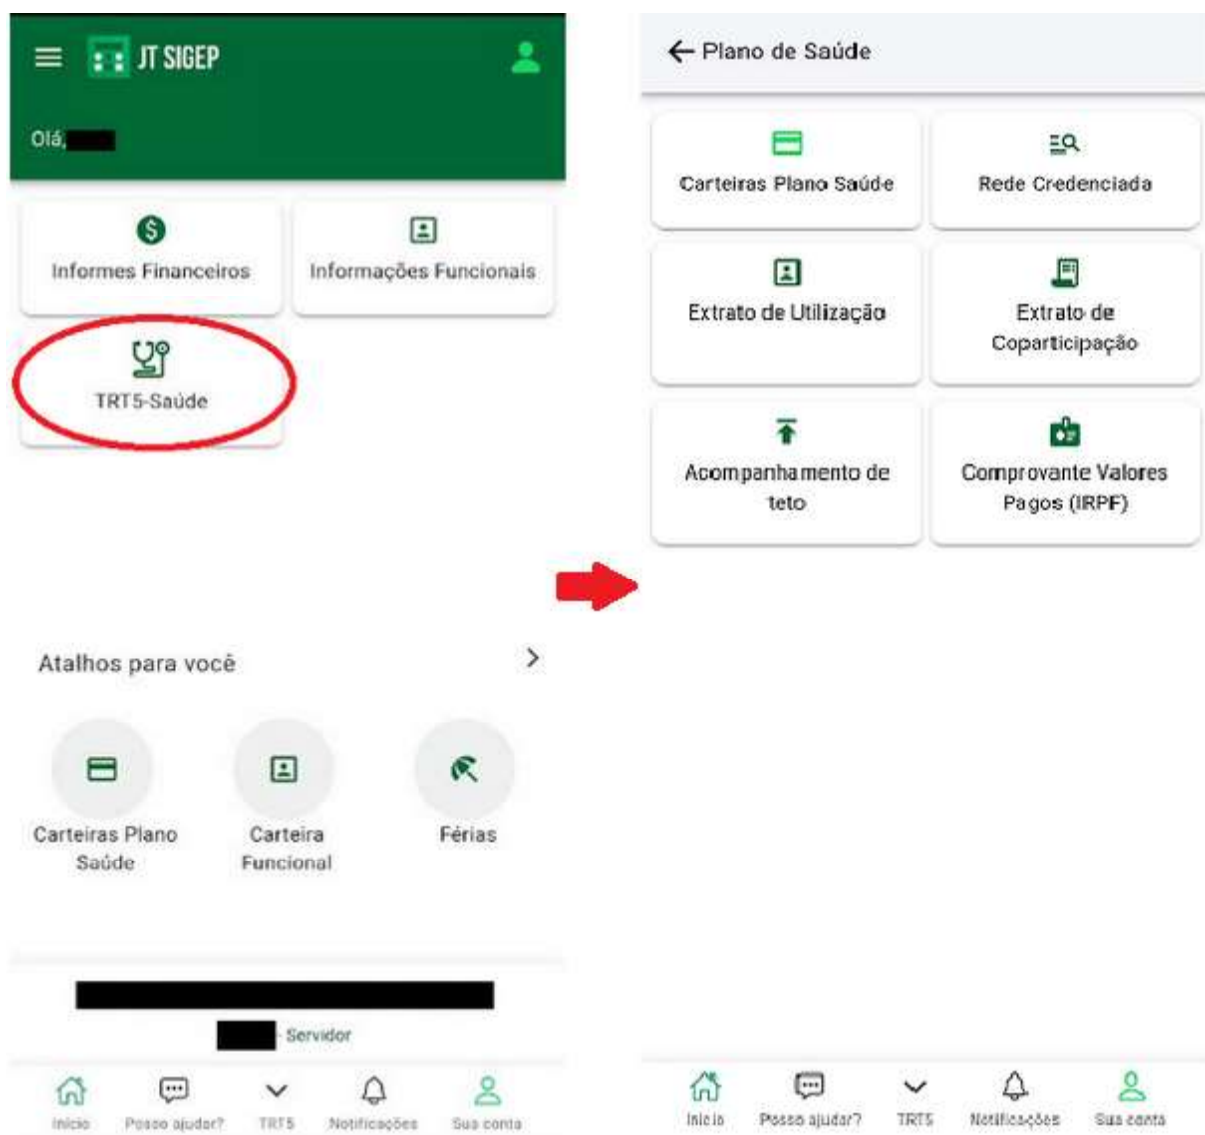 JT SIGEP
Olá,
Informes Financeiros
Informações Funcionais
TRT5-Saúde
Atalhos para você
Carteiras Plano
Saúde
Carteira
Funcional
Férias
- Servidor
Início
Posso ajudar?
TRT5
Notificações
Sua conta
Plano de Saúde
Carteiras Plano Saúde
Rede Credenciada
Extrato de Utilização
Extrato de
Coparticipação
Acompanhamento de
teto
Comprovante Valores
Pagos (IRPF)
Início
Posso ajudar?
TRT5
Notificações
Sua conta